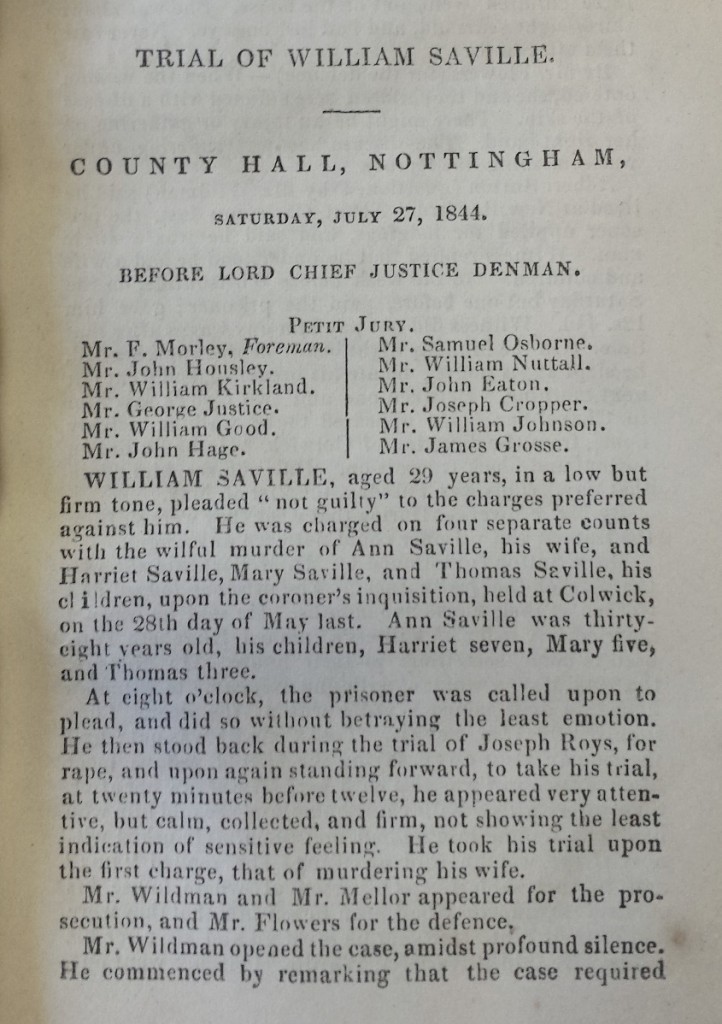 TRIAL OF WILLIAM SAVILLE.
COUNTY HALL, NOTTINGHAM,
SATURDAY, JULY 27, 1844.
BEFORE LORD CHIEF JUSTICE DENMAN.
PETIT JURY.
Mr. F. Morley, Foreman.
Mr. John Housley.
Mr. William Kirkland.
Mr. George Justice.
Mr. William Good.
Mr. John Hage.
Mr. Samuel Osborne.
Mr. William Nuttall.
Mr. John Eaton.
Mr. Joseph Cropper.
Mr. William Johnson.
Mr. James Grosse.
WILLIAM SAVILLE, aged 29 years, in a low but
firm tone, pleaded "not guilty" to the charges preferred
against him. He was charged on four separate counts
with the wilful murder of Ann Saville, his wife, and
Harriet Saville, Mary Saville, and Thomas Saville, his
children, upon the coroner's inquisition, held at Colwick,
on the 28th day of May last. Ann Saville was thirty-
eight years old, his children, Harriet seven, Mary five,
and Thomas three.
At eight o'clock, the prisoner was called upon to
plead, and did so without betraying the least emotion.
He then stood back during the trial of Joseph Roys, for
rape, and upon again standing forward, to take his trial,
at twenty minutes before twelve, he appeared very atten-
tive, but calm, collected, and firm, not showing the least
indication of sensitive feeling. He took his trial upon
the first charge, that of murdering his wife.
Mr. Wildman and Mr. Mellor appeared for the pro-
secution, and Mr. Flowers for the defence.
Mr. Wildman opened the case, amidst profound silence.
He commenced by remarking that the case required